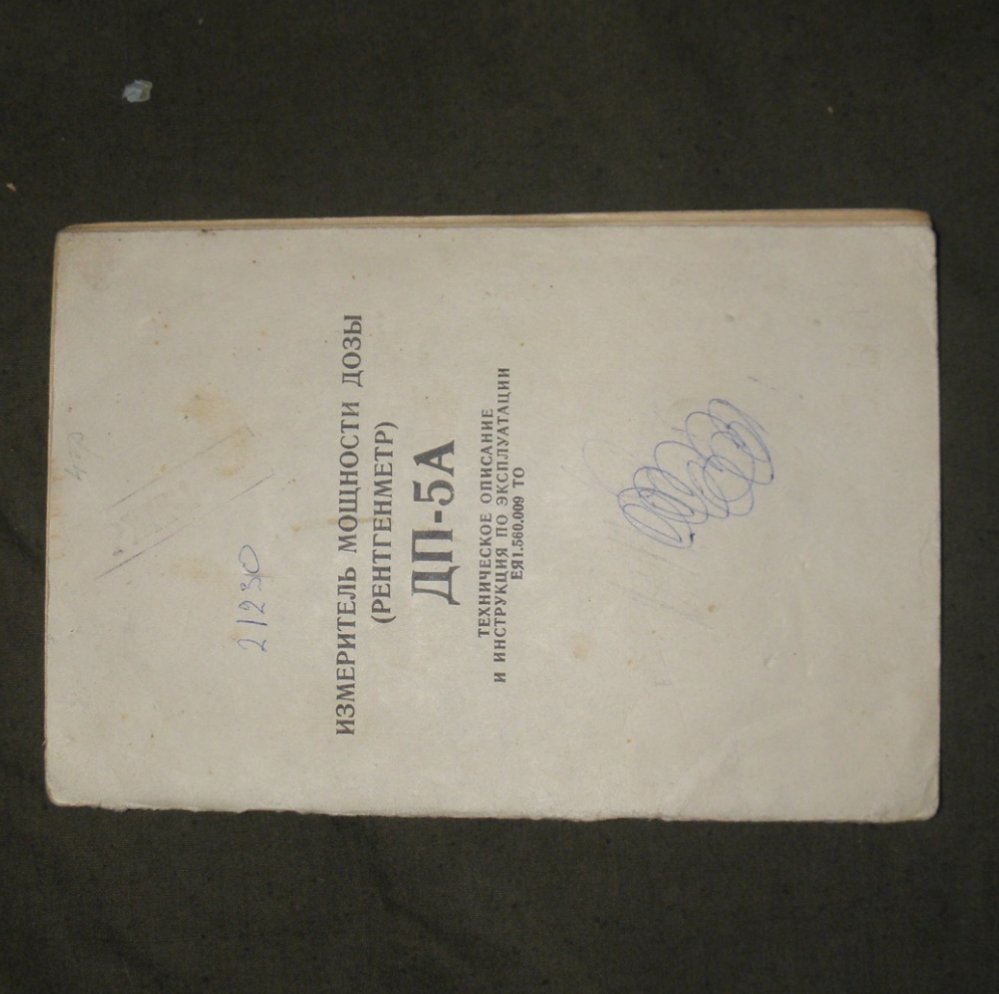 21230
ИЗМЕРИТЕЛЬ МОЩНОСТИ ДОЗЫ
(РЕНТГЕНМЕТР)
ДП-5А
ТЕХНИЧЕСКОЕ ОПИСАНИЕ
И ИНСТРУКЦИЯ ПО ЭКСПЛУАТАЦИИ
ЕЯ1.560.009 ТО